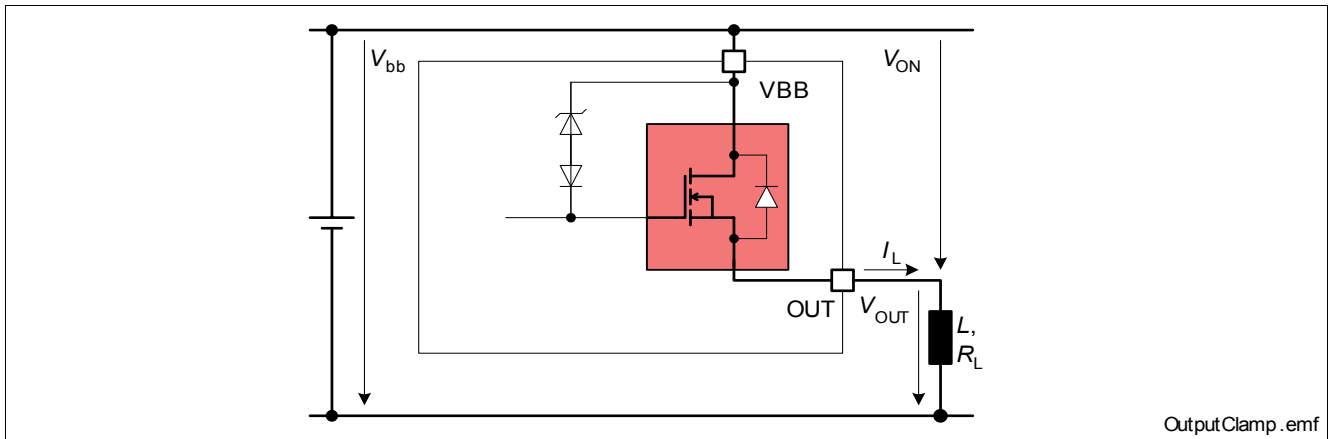 Vbb
VON
VBB
IL
OUT
VOUT
L,
RL
OutputClamp.emf